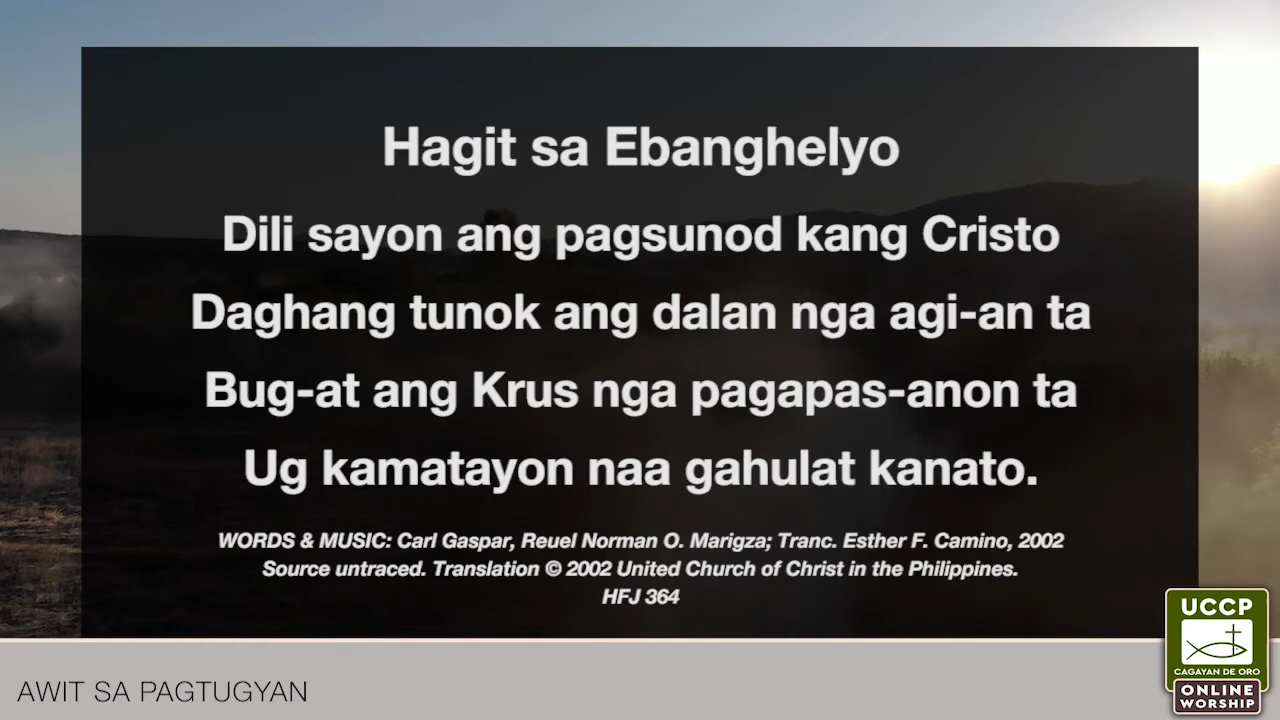 Hagit sa Ebanghelyo
Dili sayon ang pagsunod kang Cristo
Daghang tunok ang dalan nga agi-an ta
Bug-at ang Krus nga pagapas-anon ta
Ug kamatayon naa gahulat kanato.
WORDS & MUSIC: Carl Gaspar, Reuel Norman O. Marigza; Tranc. Esther F. Camino, 2002
Source untraced. Translation © 2002 United Church of Christ in the Philippines.
HFJ 364
UCCP
CAGAYAN DE ORO
ONLINE
WORSHIP
AWIT SA PAGTUGYAN